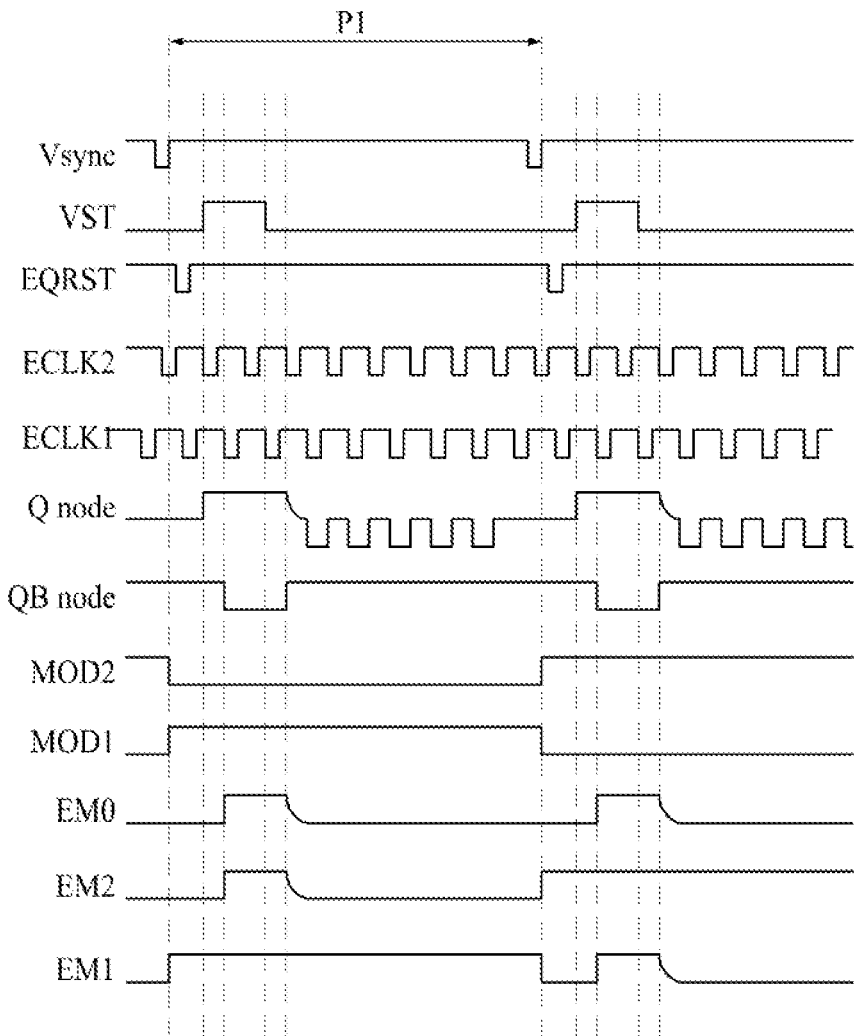 P1
Vsync
VST
EQRST
ECLK2
ECLK1
Q node
QB node
MOD2
MOD1
EM0
EM2
EM1